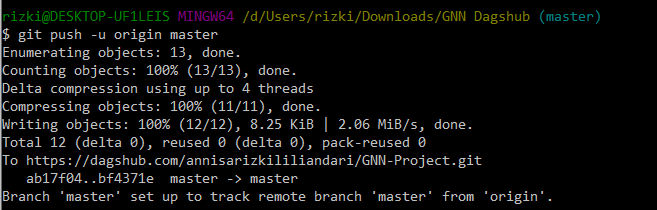 rizki@DESKTOP-UF1LEIS MINGW64 /d/Users/rizki/Downloads/GNN Dagshub (master)
$ git push -u origin master
Enumerating objects: 13, done.
Counting objects: 100% (13/13), done.
Delta compression using up to 4 threads
Compressing objects: 100% (11/11), done.
Writing objects: 100% (12/12), 8.25 KiB | 2.06 MiB/s, done.
Total 12 (delta 0), reused 0 (delta 0), pack-reused 0
To https://dagshub.com/annisarizkililiandari/GNN-Project.git
   ab17f04..bf4371e  master -> master
Branch 'master' set up to track remote branch 'master' from 'origin'.